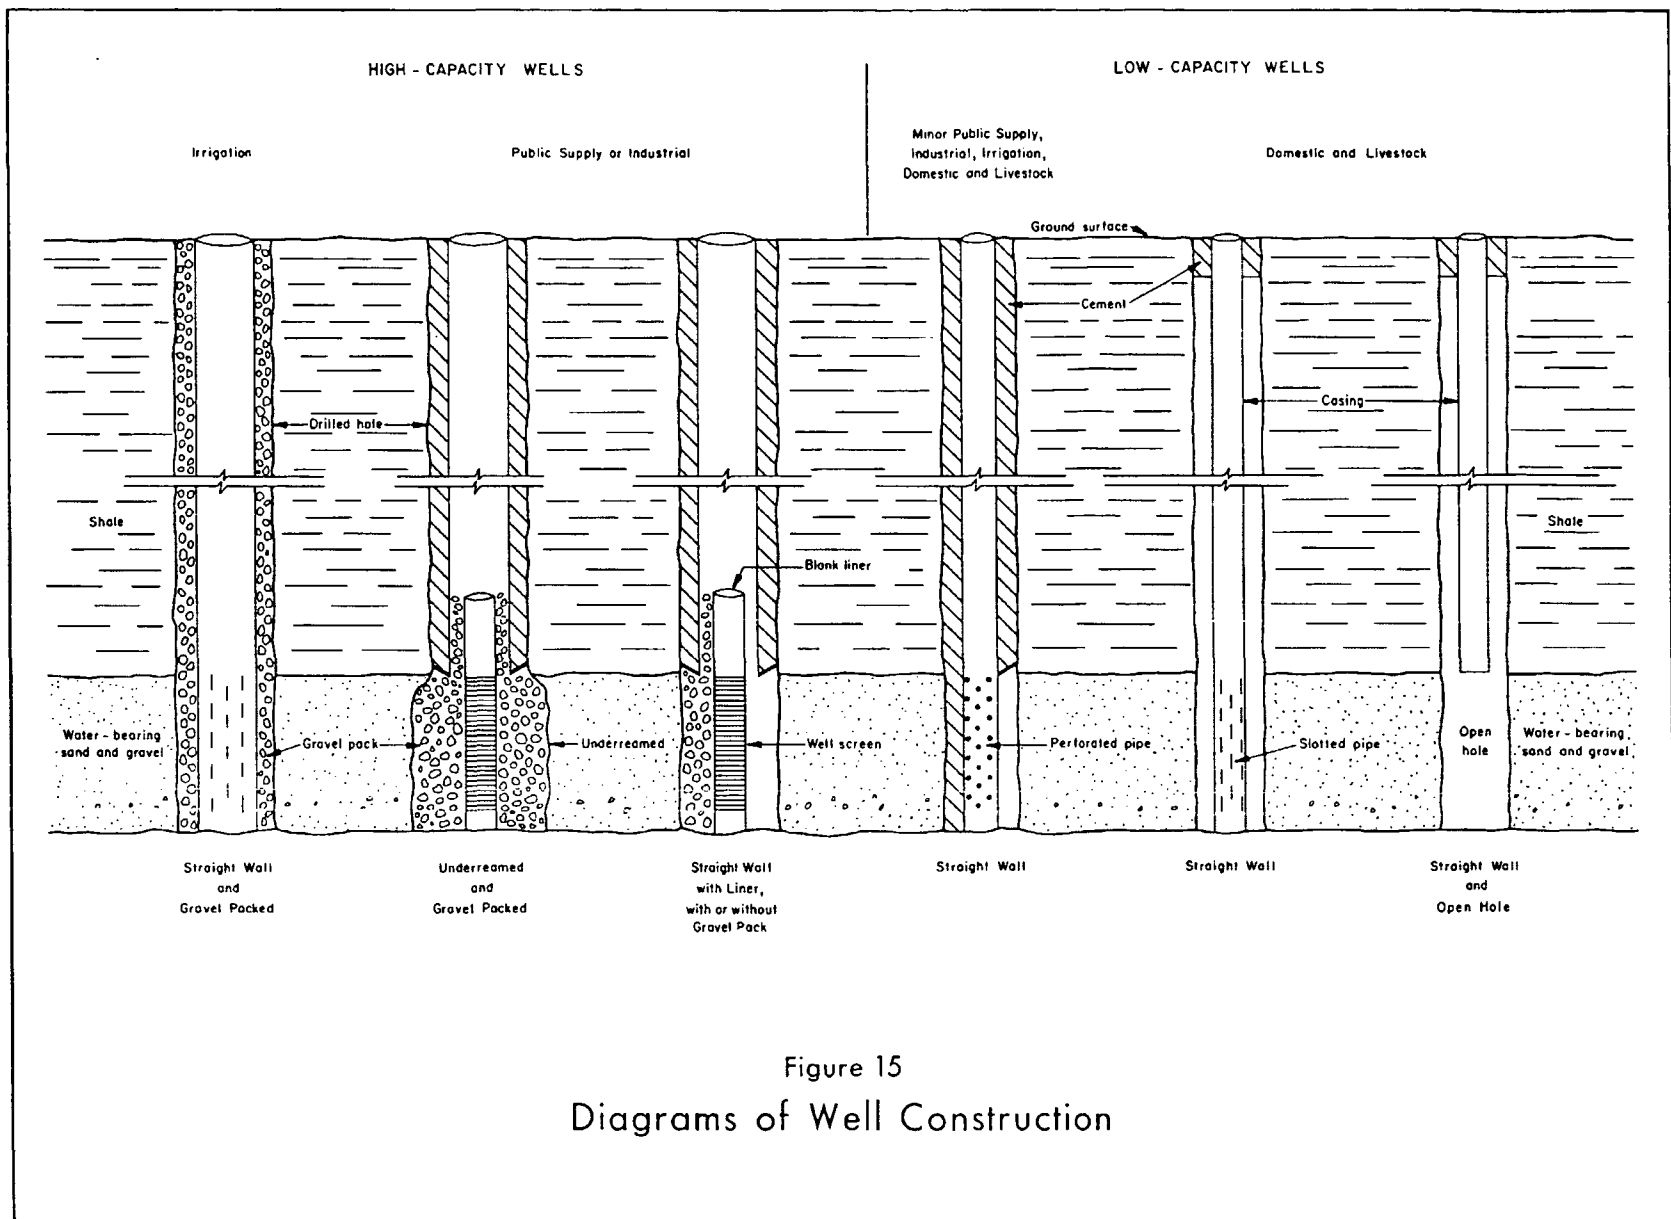 HIGH - CAPACITY WELLS
LOW - CAPACITY WELLS
Irrigation
Public Supply or Industrial
Minor Public Supply,
Industrial, Irrigation,
Domestic and Livestock
Domestic and Livestock
Ground surface
Cement
Casing
Drilled hole
Shale
Shale
Blank liner
Water - bearing
sand and gravel
Gravel pack
Underreamed
Well screen
Perforated pipe
Slotted pipe
Open
hole
Water - bearing
sand and gravel
Straight Wall
and
Gravel Packed
Underreamed
and
Gravel Packed
Straight Wall
with Liner,
with or without
Gravel Pack
Straight Wall
Straight Wall
Straight Wall
and
Open Hole
Figure 15
Diagrams of Well Construction